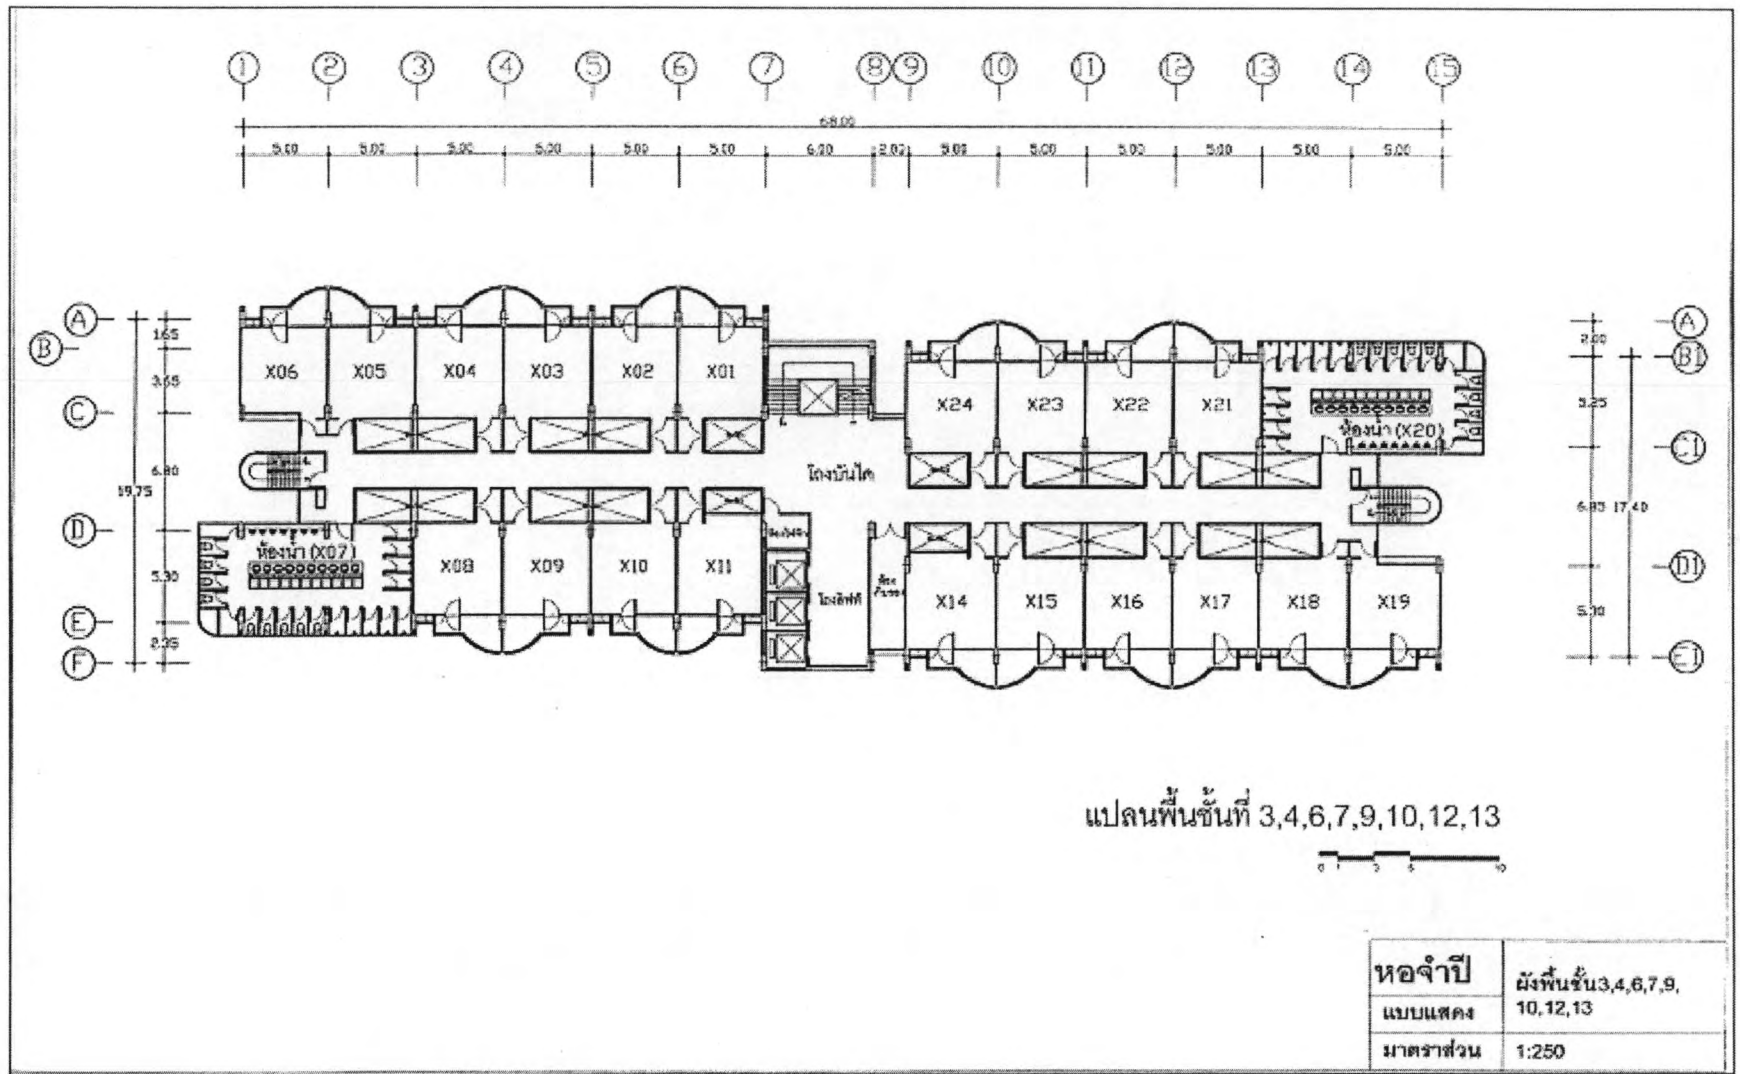 1 2 3 4 5 6 7 8 9 10 11 12 13 14 15
68.00
5.00 5.00 5.00 5.00 5.00 5.00 6.00 2.00 5.00 5.00 5.00 5.00 5.00 5.00
A
B
C
D
E
F
1.65
3.65
6.80
19.75
5.30
2.35
X06 X05 X04 X03 X02 X01
X24 X23 X22 X21
ห้องน้ำ (X20)
โถงบันได
ห้องน้ำ (X07)
X08 X09 X10 X11
โถงลิฟท์
X14 X15 X16 X17 X18 X19
A
B1
C1
D1
E1
2.00
5.25
17.40
แปลนพื้นชั้นที่ 3,4,6,7,9,10,12,13
หอจำปี
แบบแสดง
ผังพื้นชั้น3,4,6,7,9,
10,12,13
มาตราส่วน 1:250